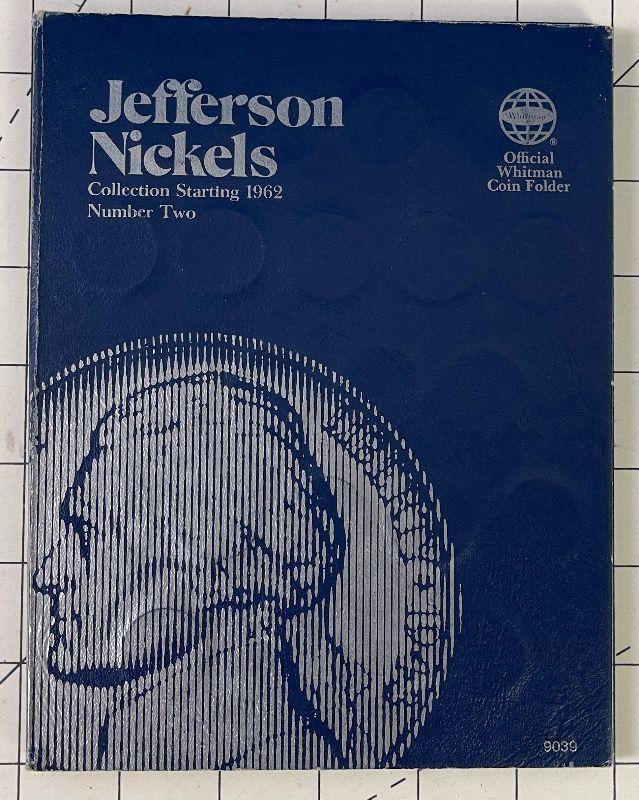 Jefferson
Nickels
Collection Starting 1962
Number Two
Whitman
®
Official
Whitman
Coin Folder
9039